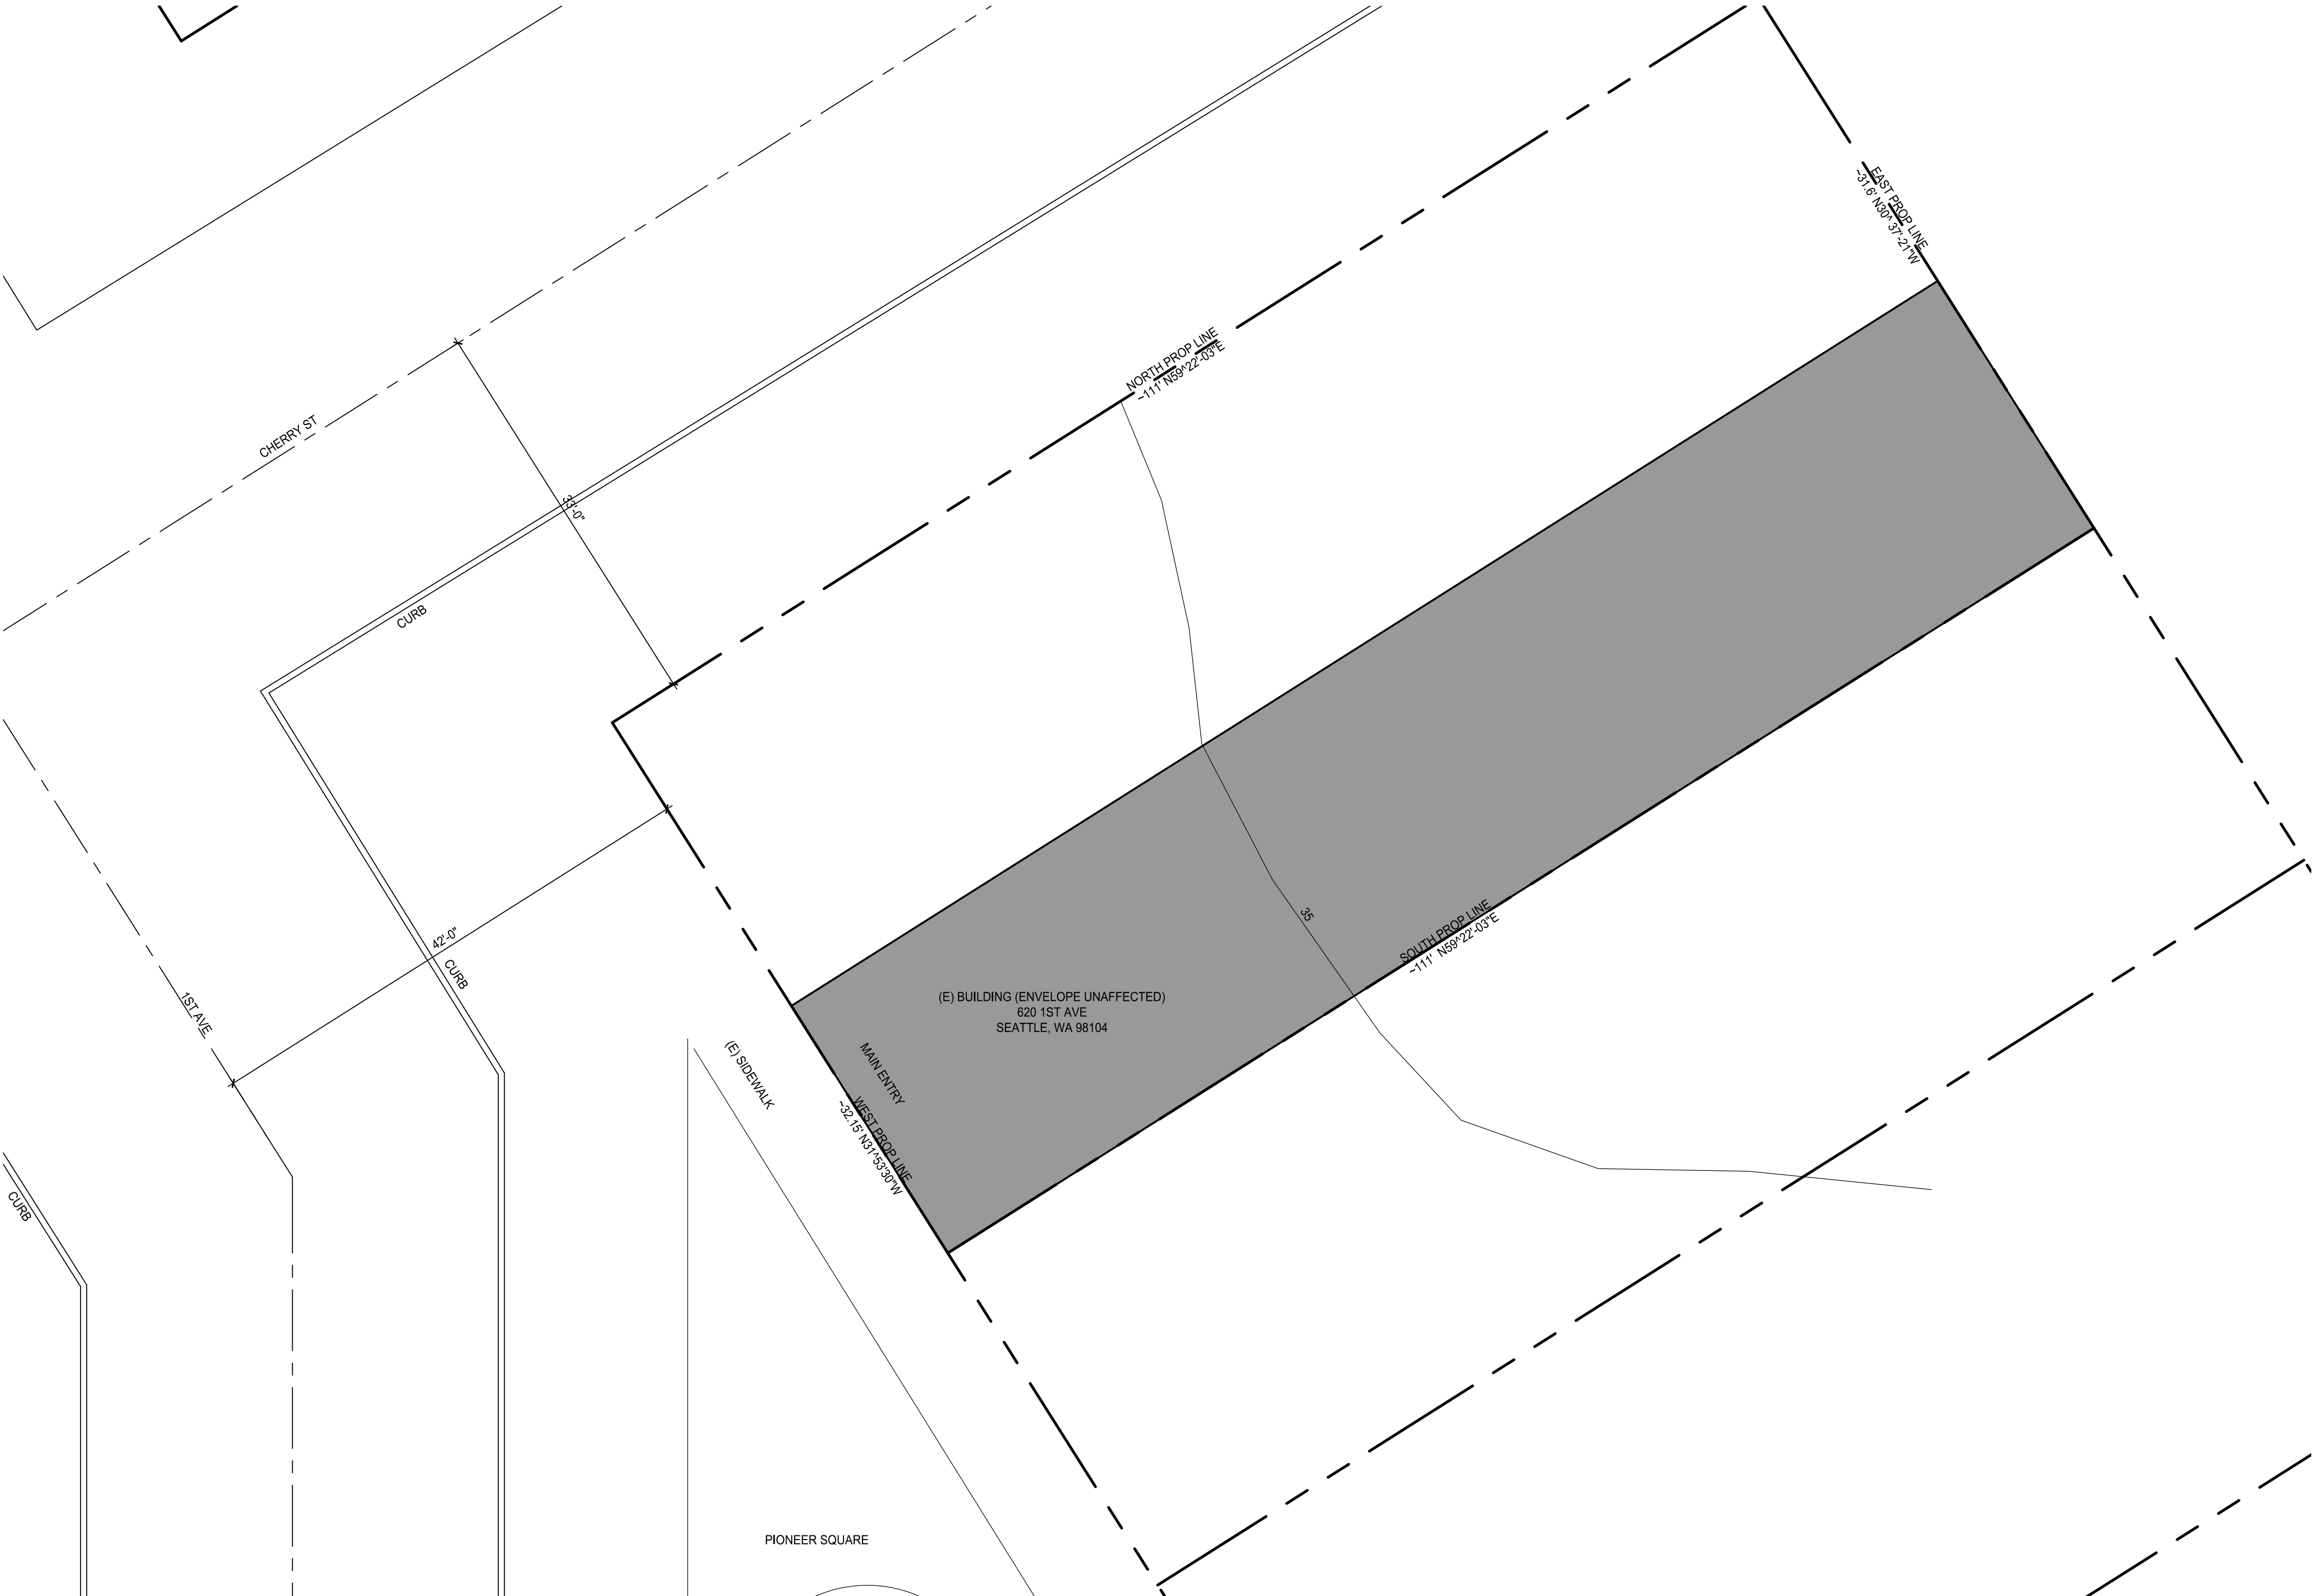 EAST PROP LINE
~31.6' N30^ 37'-21"W
NORTH PROP LINE
~111' N59^22'-03"E
CHERRY ST
33'-0"
CURB
35
SOUTH PROP LINE
~111' N59^22'-03"E
42'-0"
CURB
1ST AVE
(E) BUILDING (ENVELOPE UNAFFECTED)
620 1ST AVE
SEATTLE, WA 98104
MAIN ENTRY
(E) SIDEWALK
WEST PROP LINE
~32.15' N31^53'30"W
CURB
PIONEER SQUARE